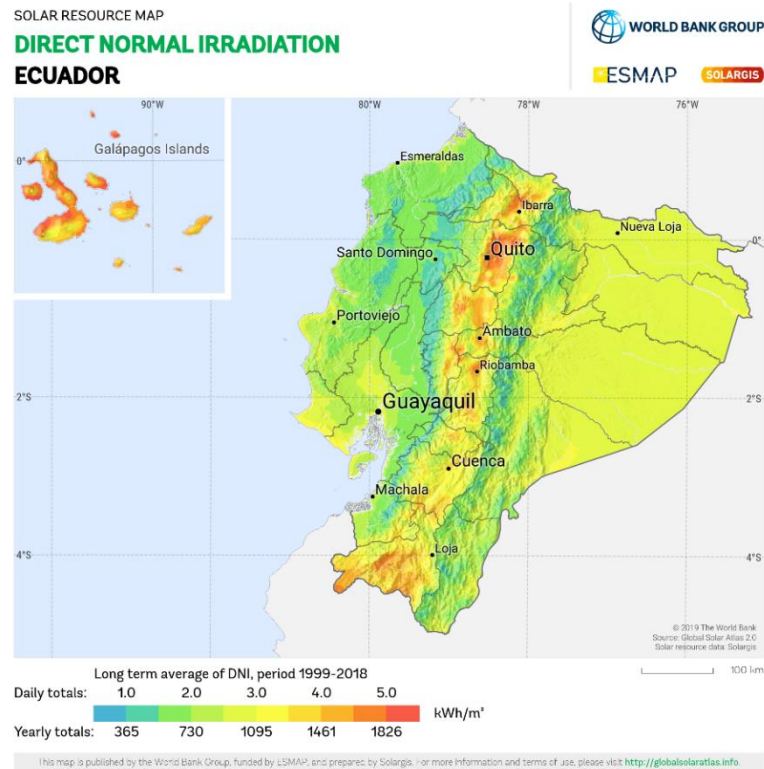 SOLAR RESOURCE MAP
DIRECT NORMAL IRRADIATION
ECUADOR
WORLD BANK GROUP
ESMAP
SOLARGIS
90°W
80°W
78°W
76°W
Galápagos Islands
0°
Esmeraldas
Ibarra
Nueva Loja
0°
Santo Domingo
Quito
Portoviejo
Ambato
Riobamba
2°S
Guayaquil
2°S
Cuenca
Machala
4°S
Loja
4°S
© 2019 The World Bank
Source: Global Solar Atlas 2.0
Solar resource data: Solargis
100 km
Long term average of DNI, period 1999-2018
Daily totals: 1.0 2.0 3.0 4.0 5.0
kWh/m²
Yearly totals: 365 730 1095 1461 1826
This map is published by the World Bank Group, funded by ESMAP, and prepared by Solargis. For more information and terms of use, please visit http://globalsolaratlas.info.